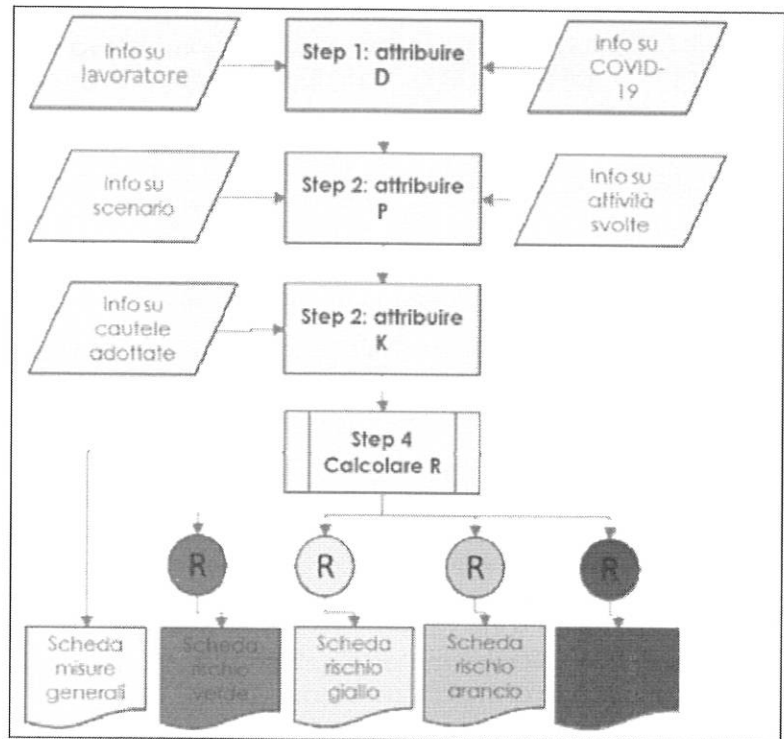 Info su
lavoratore
Step 1: attribuire
D
info su
COVID-
19
Info su
scenario
Step 2: attribuire
P
Info su
attività
svolte
Info su
cautele
adottate
Step 2: attribuire
K
Step 4
Calcolare R
R
R
R
R
Scheda
misure
generali
Scheda
rischio
verde
Scheda
rischio
giallo
Scheda
rischio
arancio